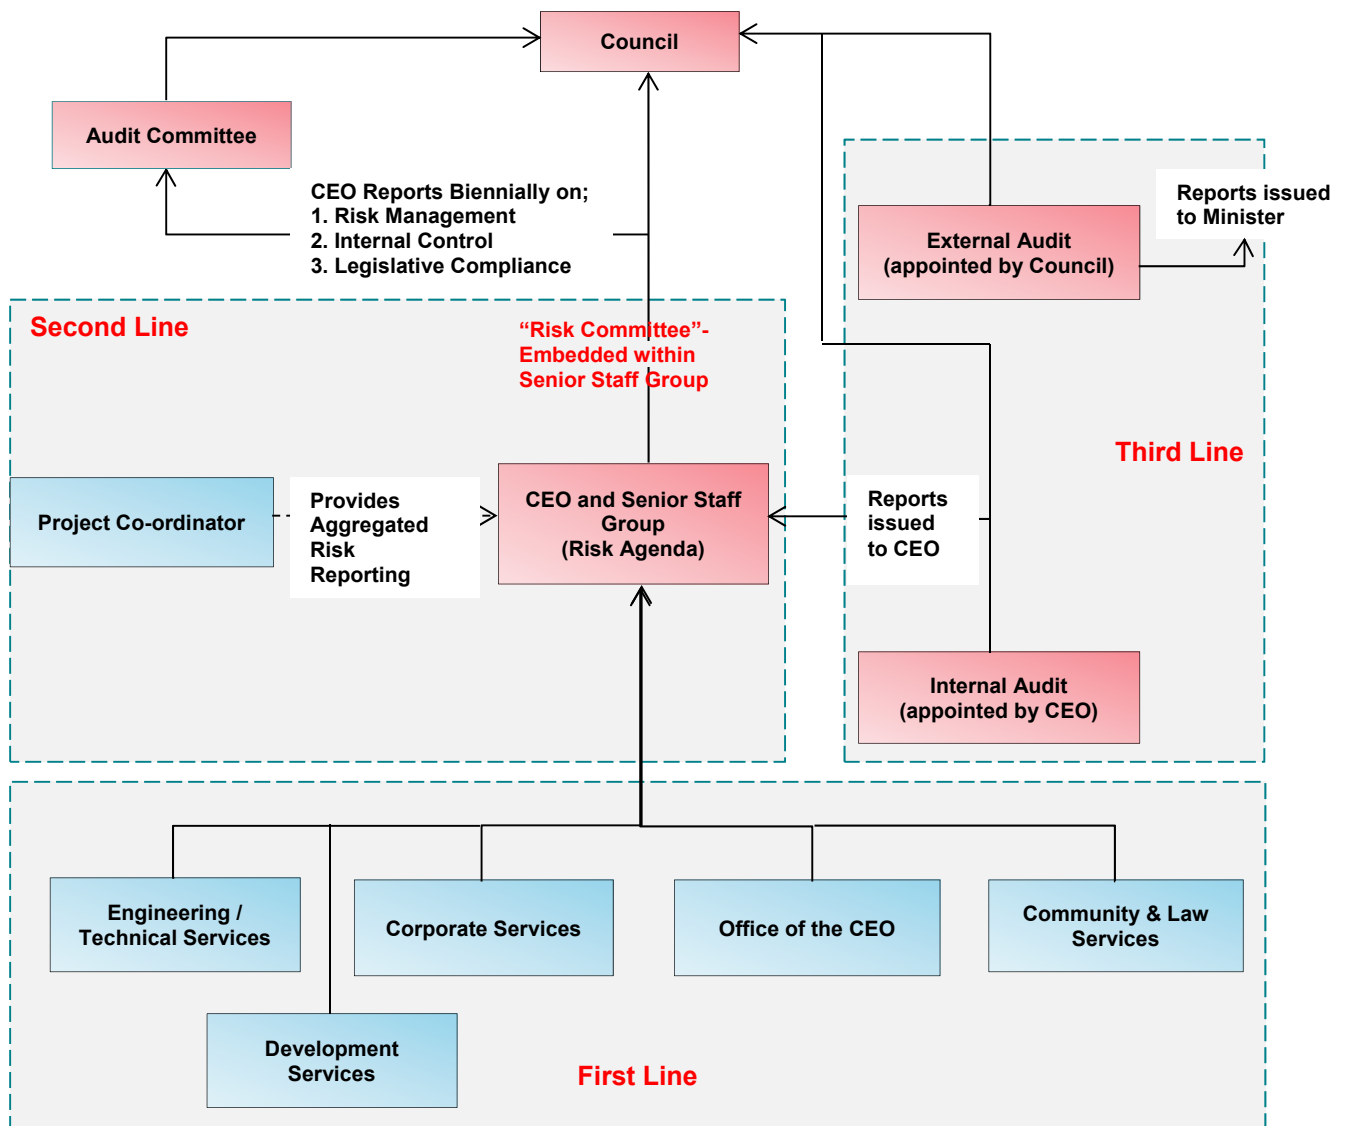 Council
Audit Committee
CEO Reports Biennially on;
1. Risk Management
2. Internal Control
3. Legislative Compliance
Reports issued
to Minister
External Audit
(appointed by Council)
Second Line
“Risk Committee”-
Embedded within
Senior Staff Group
Third Line
Project Co-ordinator
Provides
Aggregated
Risk
Reporting
CEO and Senior Staff
Group
(Risk Agenda)
Reports
issued
to CEO
Internal Audit
(appointed by CEO)
Engineering /
Technical Services
Corporate Services
Office of the CEO
Community & Law
Services
Development
Services
First Line